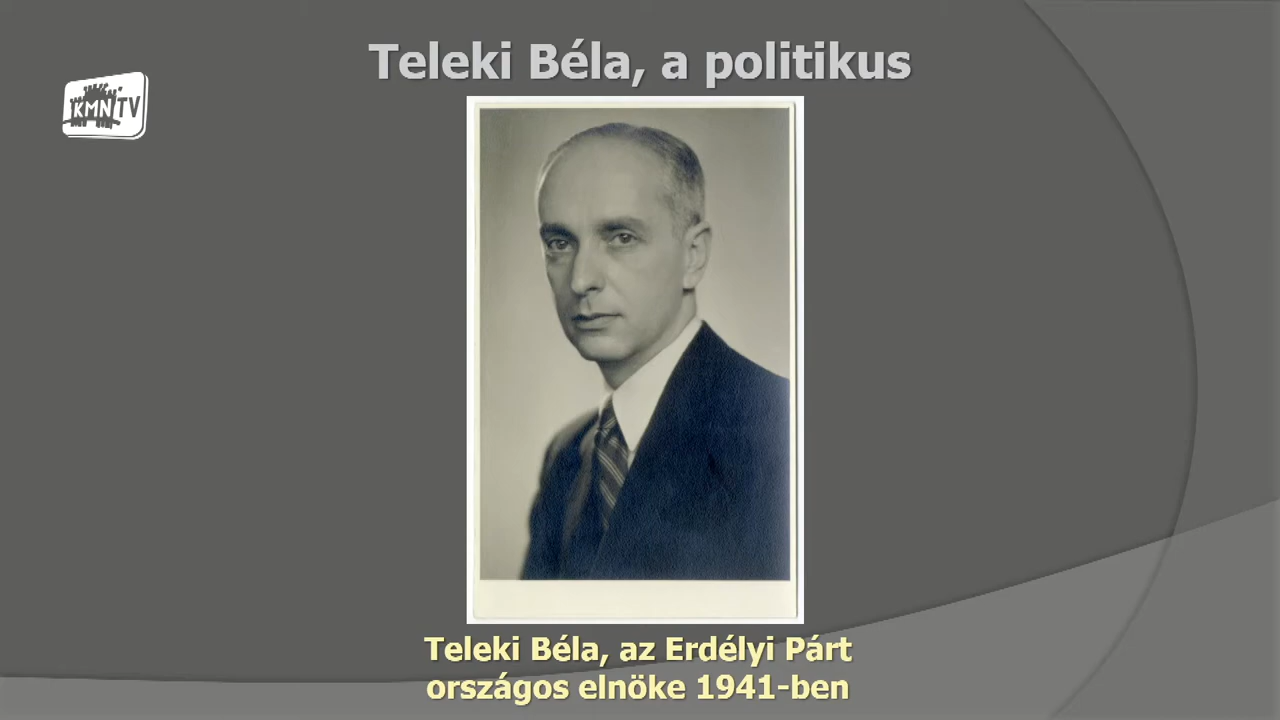 Teleki Béla, a politikus
KMN TV
Teleki Béla, az Erdélyi Párt
országos elnöke 1941-ben